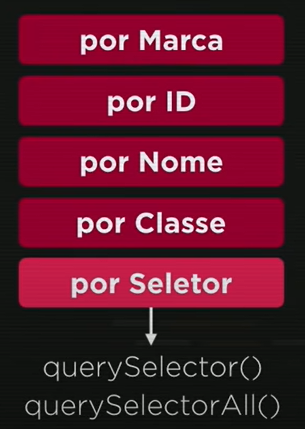 por Marca
por ID
por Nome
por Classe
por Seletor
querySelector()
querySelectorAll()